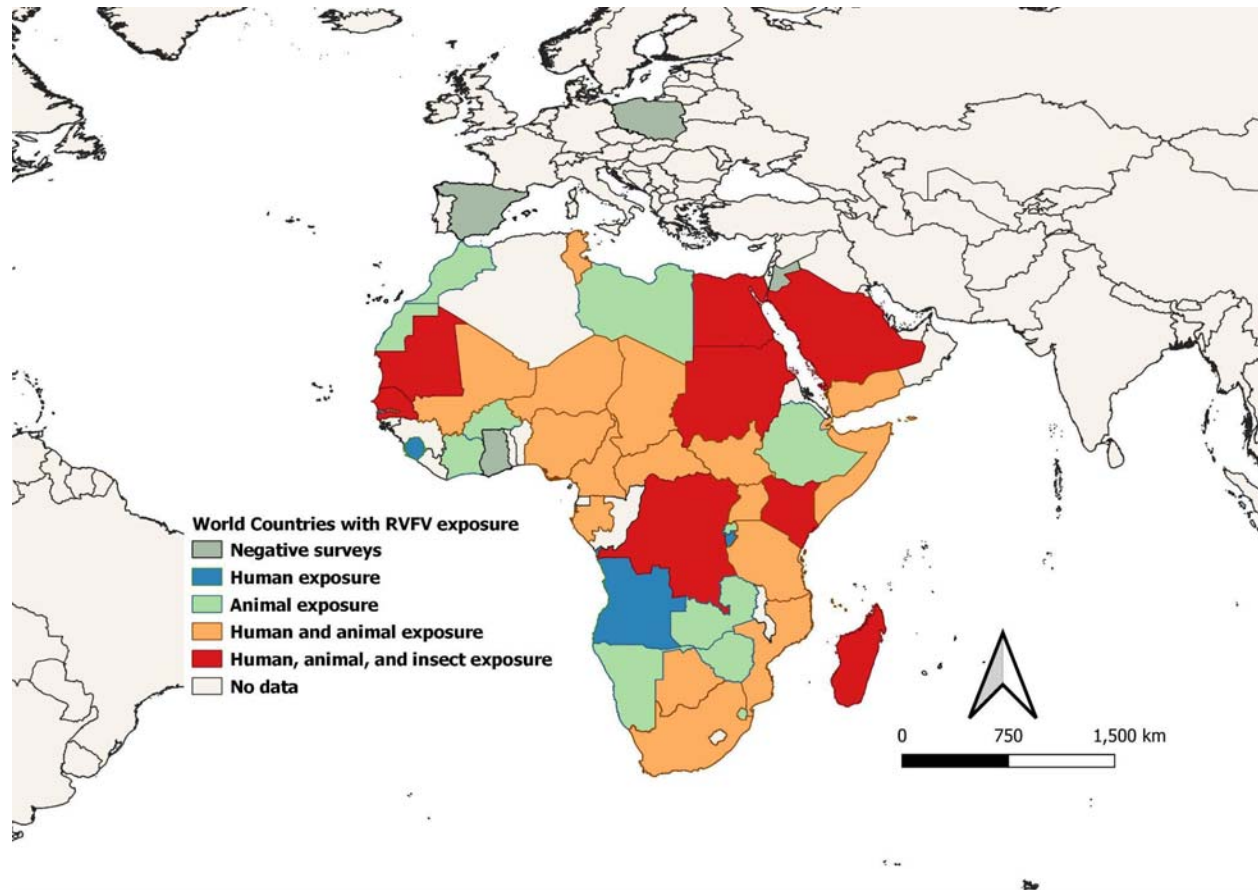 World Countries with RVFV exposure
Negative surveys
Human exposure
Animal exposure
Human and animal exposure
Human, animal, and insect exposure
No data
0 750 1,500 km